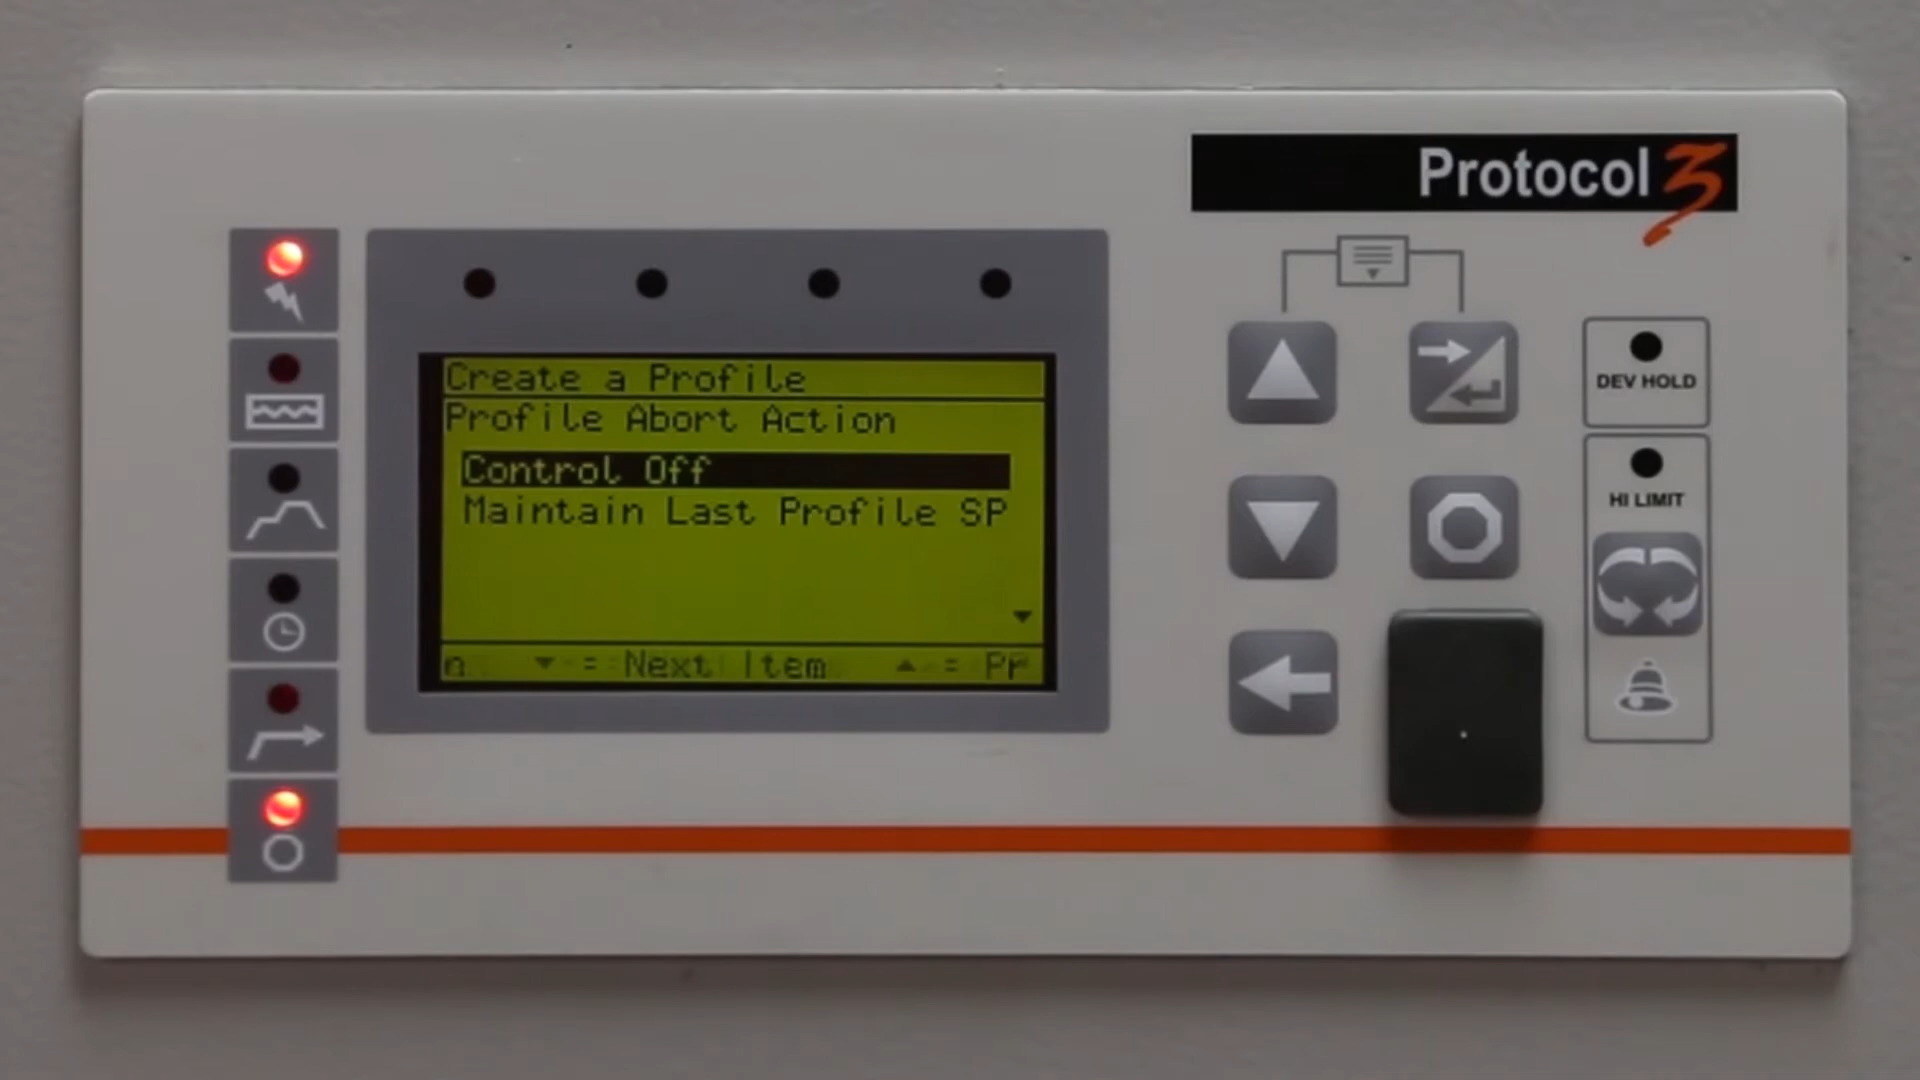 Protocol 3
Create a Profile
Profile Abort Action
Control Off
Maintain Last Profile SP
n ▼ = Next Item ▲ = Pr
DEV HOLD
HI LIMIT